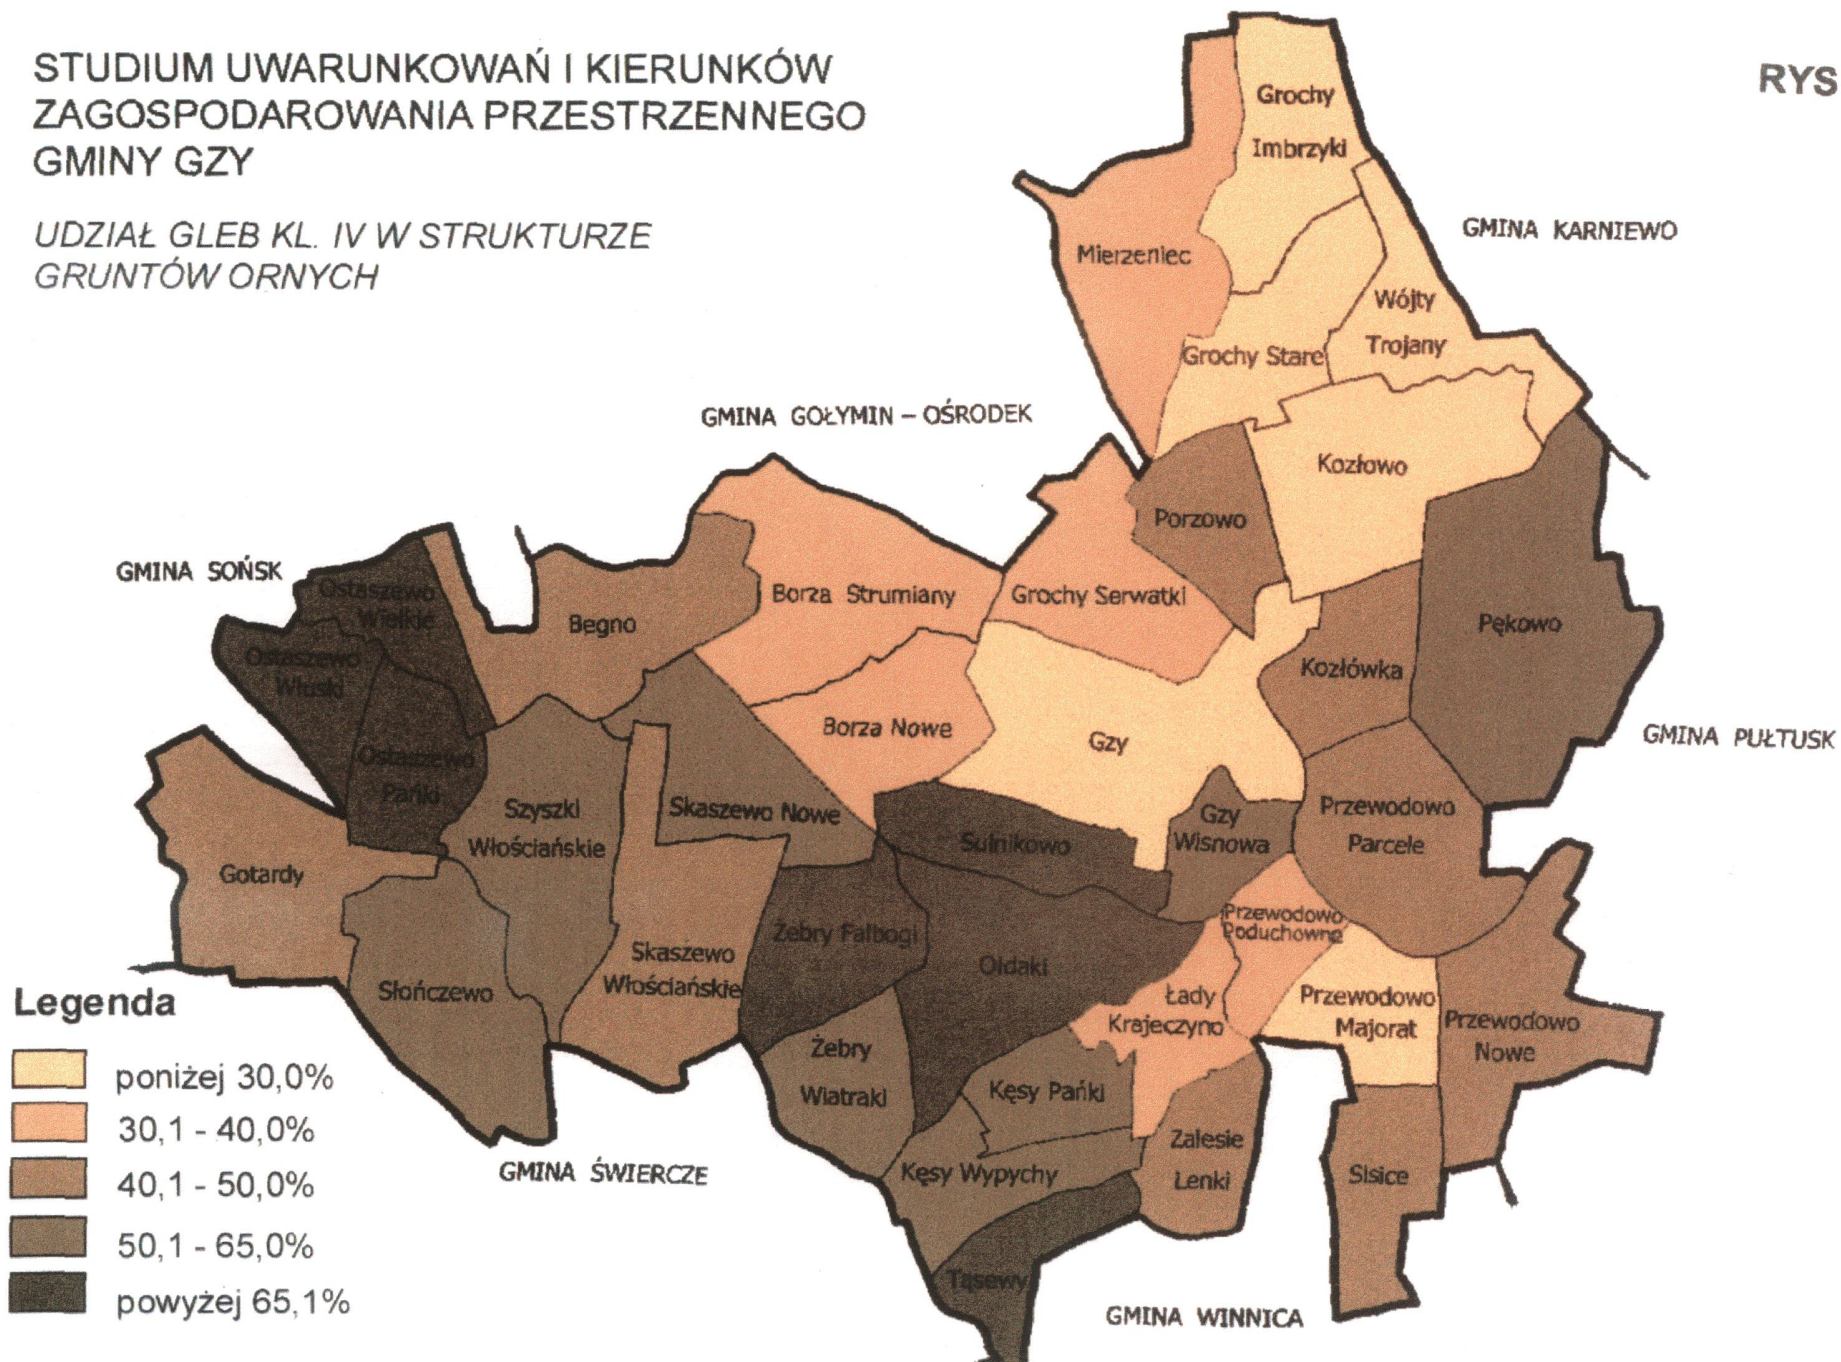 STUDIUM UWARUNKOWAŃ I KIERUNKÓW
ZAGOSPODAROWANIA PRZESTRZENNEGO
GMINY GZY
RYS
UDZIAŁ GLEB KL. IV W STRUKTURZE
GRUNTÓW ORNYCH
Grochy
Imbrzyki
GMINA KARNIEWO
Mierzeniec
Wójty
Trojany
Grochy Stare
GMINA GOŁYMIN – OŚRODEK
Kozłowo
Porzowo
GMINA SOŃSK
Ostaszewo
Wielkie
Begno
Borza Strumiany
Grochy Serwatki
Pękowo
Ostaszewo
Włuski
Kozłówka
Borza Nowe
Gzy
GMINA PUŁTUSK
Ostaszewo
Pańki
Szyszki
Włościańskie
Skaszewo Nowe
Sulnikowo
Gzy
Wisnowa
Przewodowo
Parcele
Gotardy
Żebry Falbogi
Przewodowo
Poduchowne
Skaszewo
Włościańskie
Ołdaki
Słończewo
Łady
Krajeczyno
Przewodowo
Majorat
Przewodowo
Nowe
Żebry
Wiatraki
Kęsy Pańki
Zalesie
Lenki
Kęsy Wypychy
Sisice
GMINA ŚWIERCZE
Tąsewy
GMINA WINNICA
Legenda
poniżej 30,0%
30,1 - 40,0%
40,1 - 50,0%
50,1 - 65,0%
powyżej 65,1%